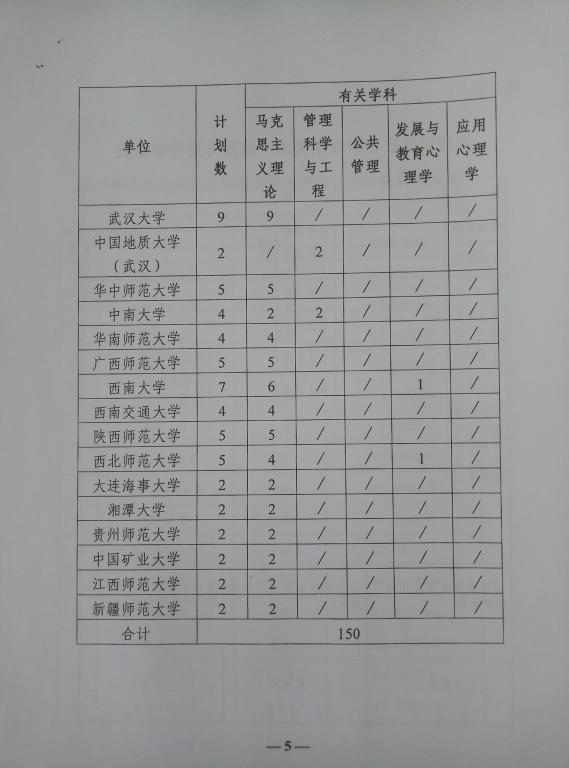 单位 计划数 有关学科
马克思主义理论 管理科学与工程 公共管理 发展与教育心理学 应用心理学
武汉大学 9 9 / / / /
中国地质大学（武汉） 2 / 2 / / /
华中师范大学 5 5 / / / /
中南大学 4 2 2 / / /
华南师范大学 4 4 / / / /
广西师范大学 5 5 / / / /
西南大学 7 6 / / 1 /
西南交通大学 4 4 / / / /
陕西师范大学 5 5 / / / /
西北师范大学 5 4 / / 1 /
大连海事大学 2 2 / / / /
湘潭大学 2 2 / / / /
贵州师范大学 2 2 / / / /
中国矿业大学 2 2 / / / /
江西师范大学 2 2 / / / /
新疆师范大学 2 2 / / / /
合计 150
—5—